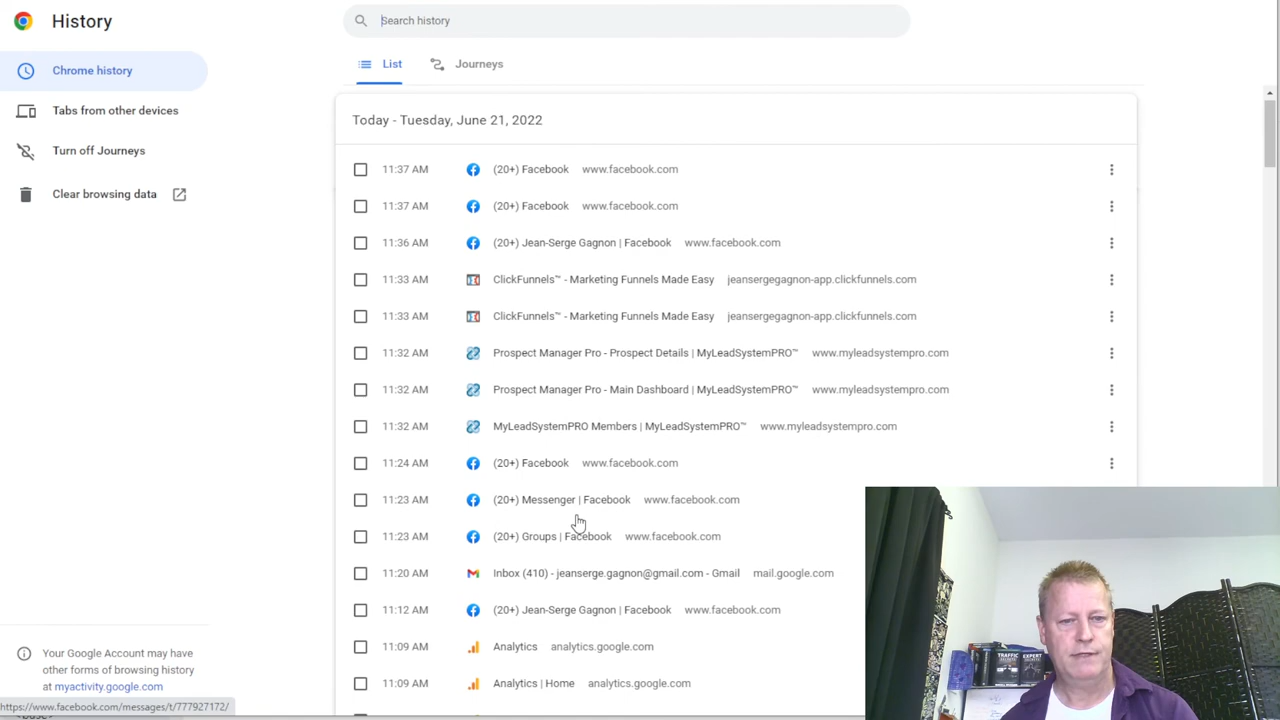 History
Search history
Chrome history
Tabs from other devices
Turn off Journeys
Clear browsing data
List
Journeys
Today - Tuesday, June 21, 2022
11:37 AM (20+) Facebook www.facebook.com
11:37 AM (20+) Facebook www.facebook.com
11:36 AM (20+) Jean-Serge Gagnon | Facebook www.facebook.com
11:33 AM ClickFunnels™ - Marketing Funnels Made Easy jeansergegagnon-app.clickfunnels.com
11:33 AM ClickFunnels™ - Marketing Funnels Made Easy jeansergegagnon-app.clickfunnels.com
11:32 AM Prospect Manager Pro - Prospect Details | MyLeadSystemPRO™ www.myleadsystempro.com
11:32 AM Prospect Manager Pro - Main Dashboard | MyLeadSystemPRO™ www.myleadsystempro.com
11:32 AM MyLeadSystemPRO Members | MyLeadSystemPRO™ www.myleadsystempro.com
11:24 AM (20+) Facebook www.facebook.com
11:23 AM (20+) Messenger | Facebook www.facebook.com
11:23 AM (20+) Groups | Facebook www.facebook.com
11:20 AM Inbox (410) - jeanserge.gagnon@gmail.com - Gmail mail.google.com
11:12 AM (20+) Jean-Serge Gagnon | Facebook www.facebook.com
11:09 AM Analytics analytics.google.com
11:09 AM Analytics | Home analytics.google.com
Your Google Account may have
other forms of browsing history
at myactivity.google.com
https://www.facebook.com/messages/t/777927172/
TRAFFIC
SECRETS
EXPERT
SECRETS